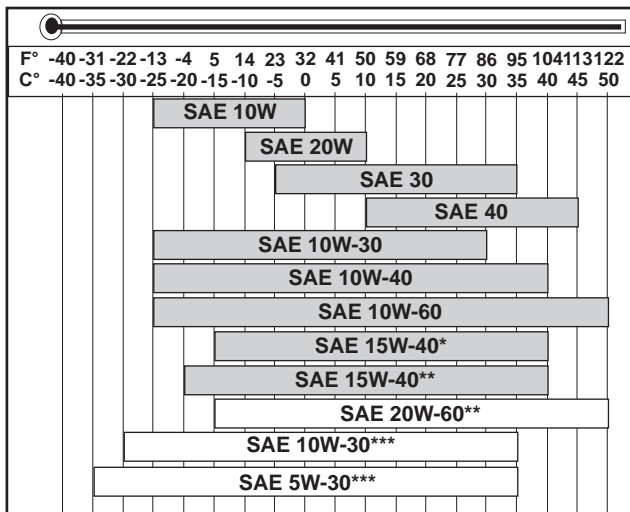 F° -40 -31 -22 -13 -4 5 14 23 32 41 50 59 68 77 86 95 104 113 122
C° -40 -35 -30 -25 -20 -15 -10 -5 0 5 10 15 20 25 30 35 40 45 50
SAE 10W
SAE 20W
SAE 30
SAE 40
SAE 10W-30
SAE 10W-40
SAE 10W-60
SAE 15W-40*
SAE 15W-40**
SAE 20W-60**
SAE 10W-30***
SAE 5W-30***